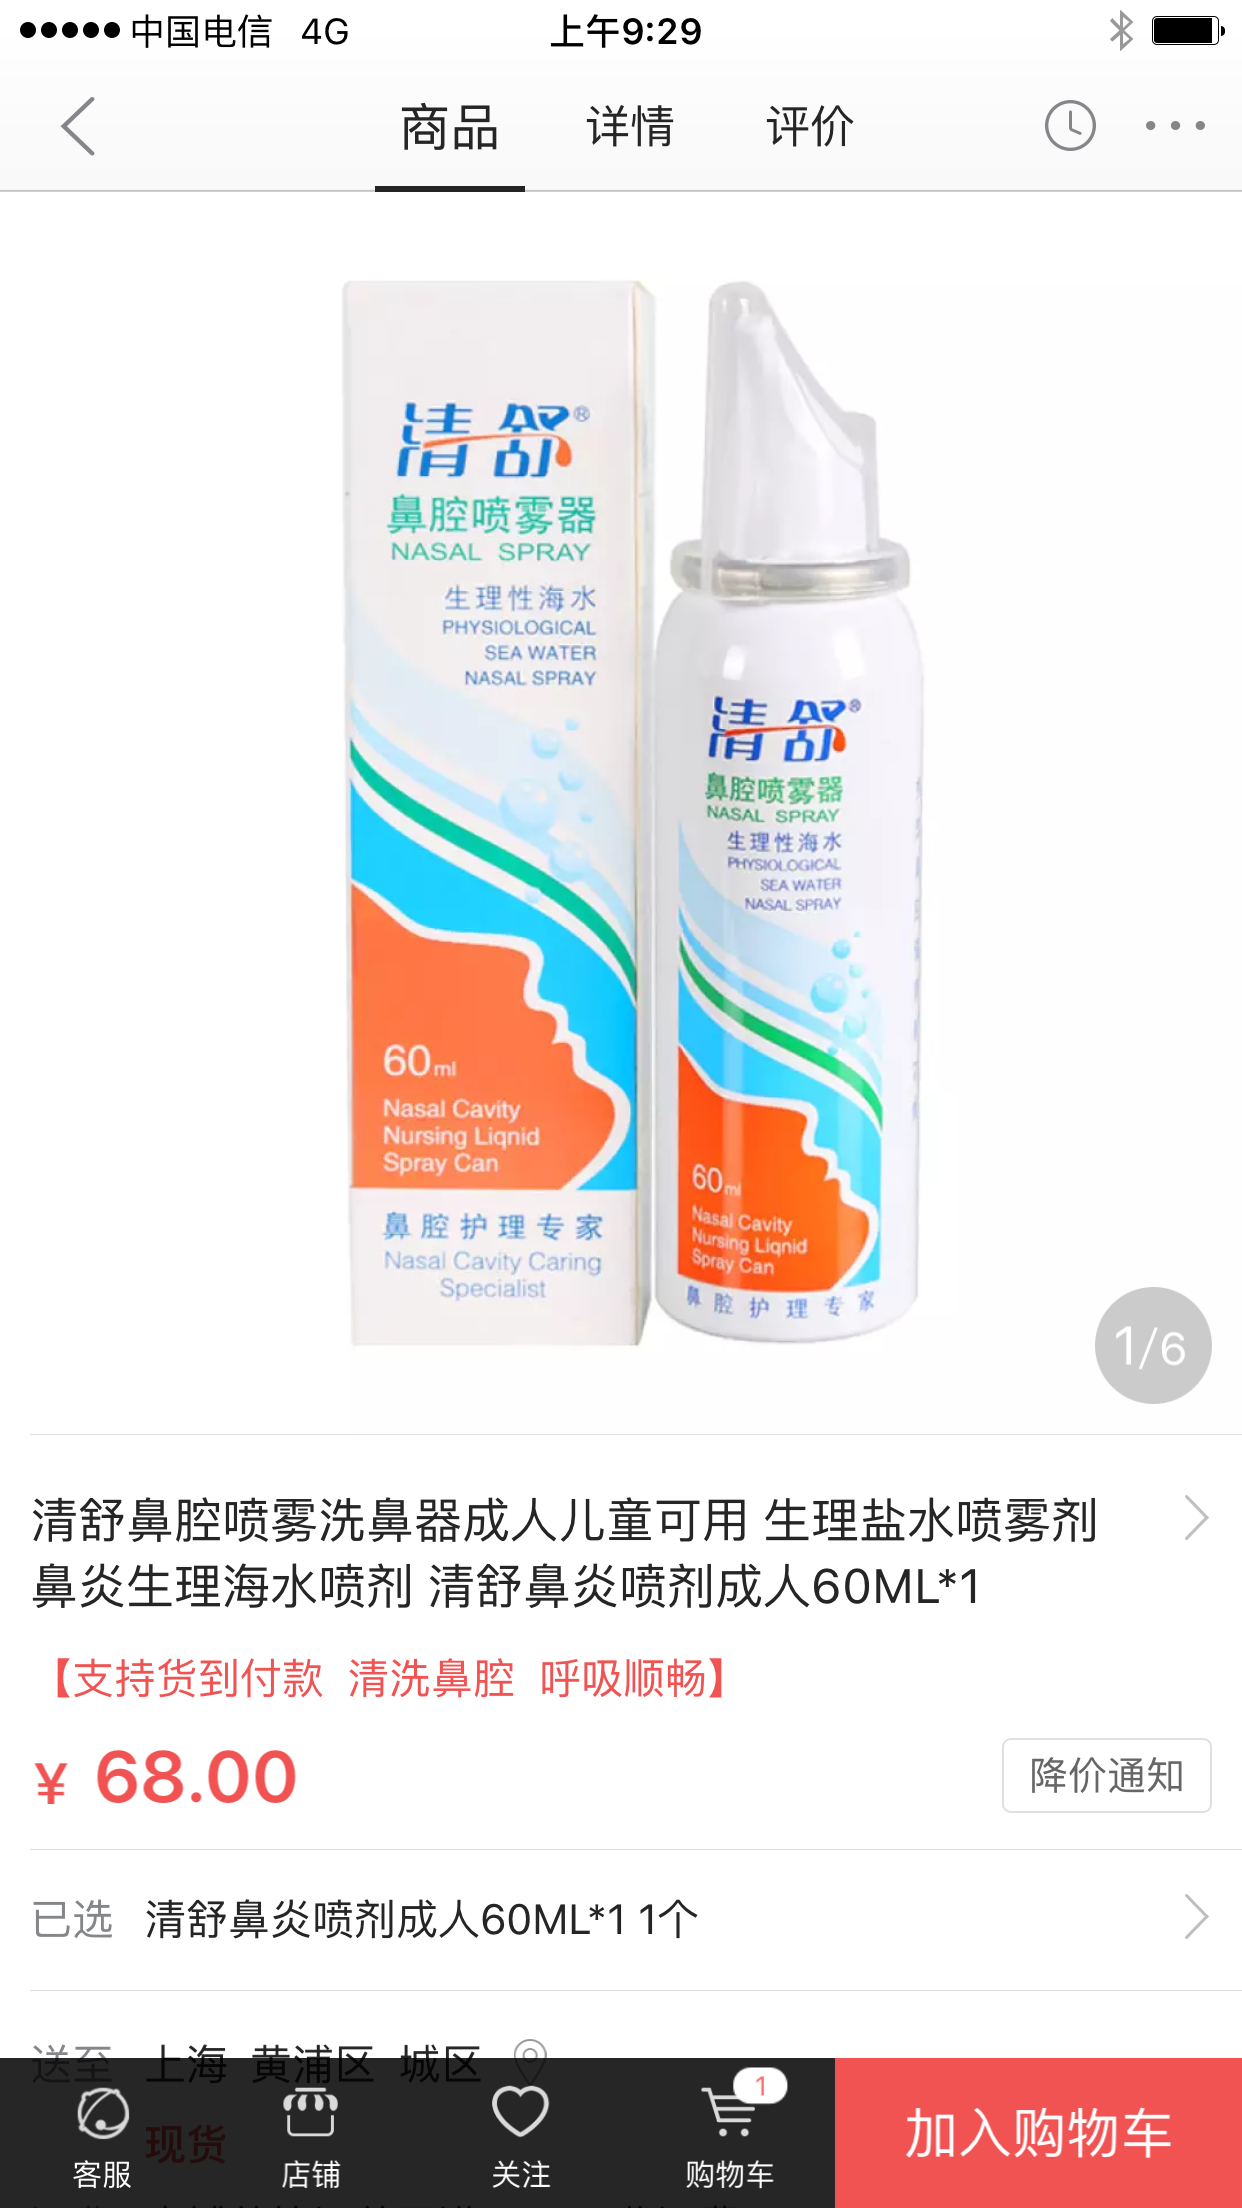 中国电信 4G 上午9:29
商品 详情 评价
清舒®
鼻腔喷雾器
NASAL SPRAY
生理性海水
PHYSIOLOGICAL
SEA WATER
NASAL SPRAY
60ml
Nasal Cavity
Nursing Liqnid
Spray Can
鼻腔护理专家
Nasal Cavity Caring
Specialist
清舒®
鼻腔喷雾器
NASAL SPRAY
生理性海水
PHYSIOLOGICAL
SEA WATER
NASAL SPRAY
60ml
Nasal Cavity
Nursing Liqnid
Spray Can
鼻腔护理专家
1/6
清舒鼻腔喷雾洗鼻器成人儿童可用 生理盐水喷雾剂
鼻炎生理海水喷剂 清舒鼻炎喷剂成人60ML*1
【支持货到付款 清洗鼻腔 呼吸顺畅】
¥ 68.00
降价通知
已选 清舒鼻炎喷剂成人60ML*1 1个
送至 上海 黄浦区 城区
现货
1
客服 店铺 关注 购物车 加入购物车